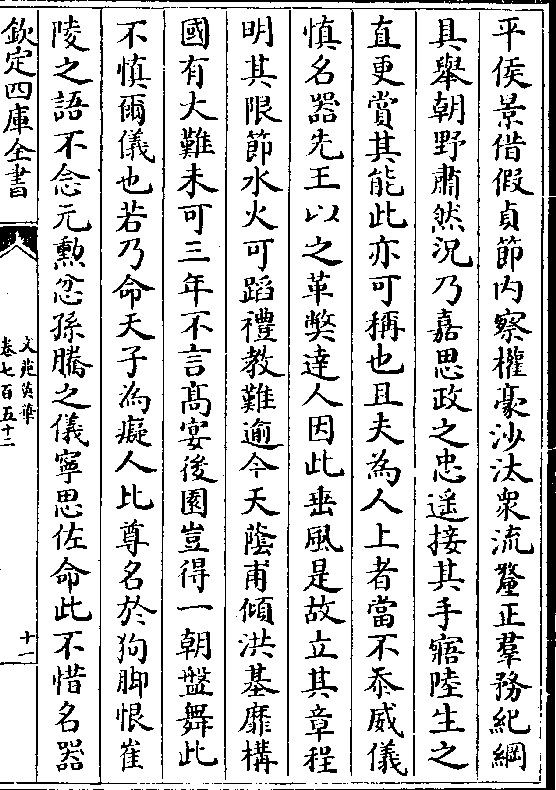 平侯景借假貞節内察權豪沙汰衆流釐正羣務紀綱
具舉朝野肅然況乃嘉思政之忠遥接其手寤陸生之
直更賞其能此亦可稱也且夫為人上者當不忝威儀
慎名器先王以之革弊達人因此垂風是故立其章程
明其限節水火可蹈禮教難逾今天蔭甫傾洪基靡構
國有大難未可三年不言髙宴後園豈得一朝盤舞此
不慎爾儀也若乃命天子為癡人比尊名於狗脚恨崔
陵之語不念元勲忿孫騰之儀寧思佐命此不惜名器
欽定四庫全書
文苑英華
卷七百五十二
十一